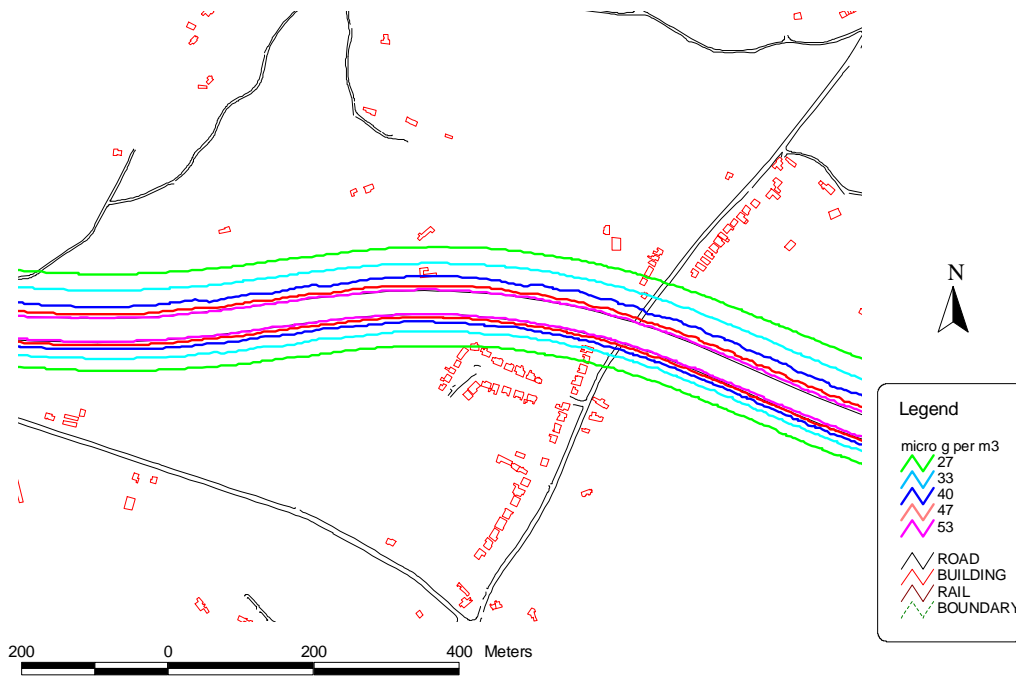 N
Legend
micro g per m3
27
33
40
47
53
ROAD
BUILDING
RAIL
BOUNDARY
200 0 200 400 Meters